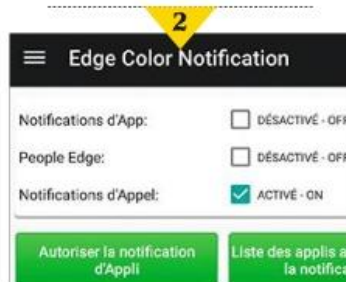 2
Edge Color Notification
Notifications d'App:
DÉSACTIVÉ - OFF
People Edge:
DÉSACTIVÉ - OFF
Notifications d'Appel:
ACTIVÉ - ON
Autoriser la notification
d'Appli
Liste des applis a
la notifica